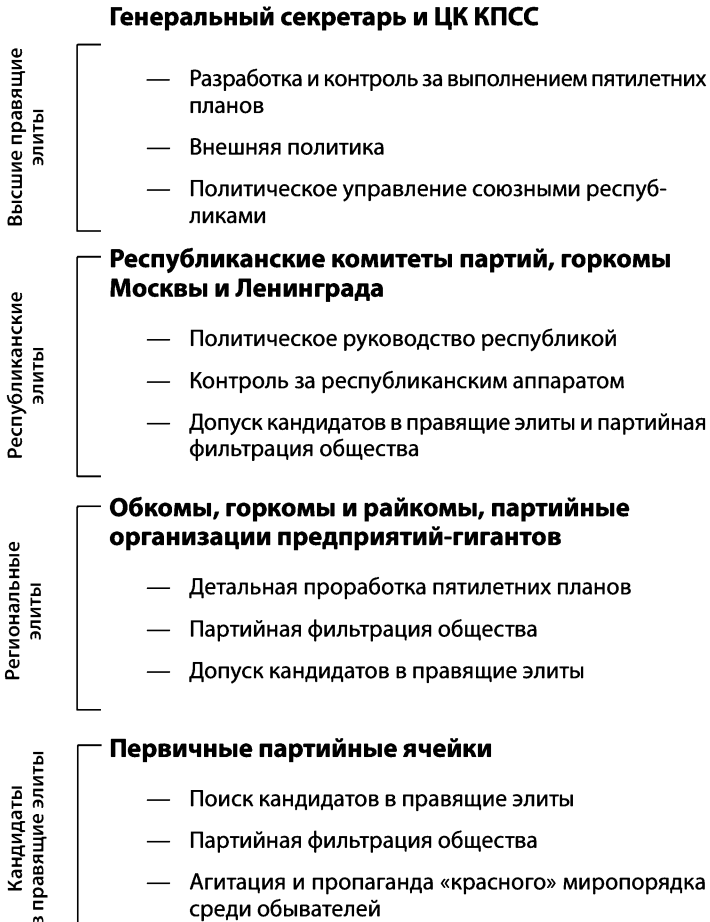 Генеральный секретарь и ЦК КПСС
Высшие правящие
элиты
— Разработка и контроль за выполнением пятилетних
планов
— Внешняя политика
— Политическое управление союзными респуб-
ликами
Республиканские комитеты партий, горкомы
Москвы и Ленинграда
Республиканские
элиты
— Политическое руководство республикой
— Контроль за республиканским аппаратом
— Допуск кандидатов в правящие элиты и партийная
фильтрация общества
Обкомы, горкомы и райкомы, партийные
организации предприятий-гигантов
Региональные
элиты
— Детальная проработка пятилетних планов
— Партийная фильтрация общества
— Допуск кандидатов в правящие элиты
Первичные партийные ячейки
Кандидаты
в правящие элиты
— Поиск кандидатов в правящие элиты
— Партийная фильтрация общества
— Агитация и пропаганда «красного» миропорядка
среди обывателей